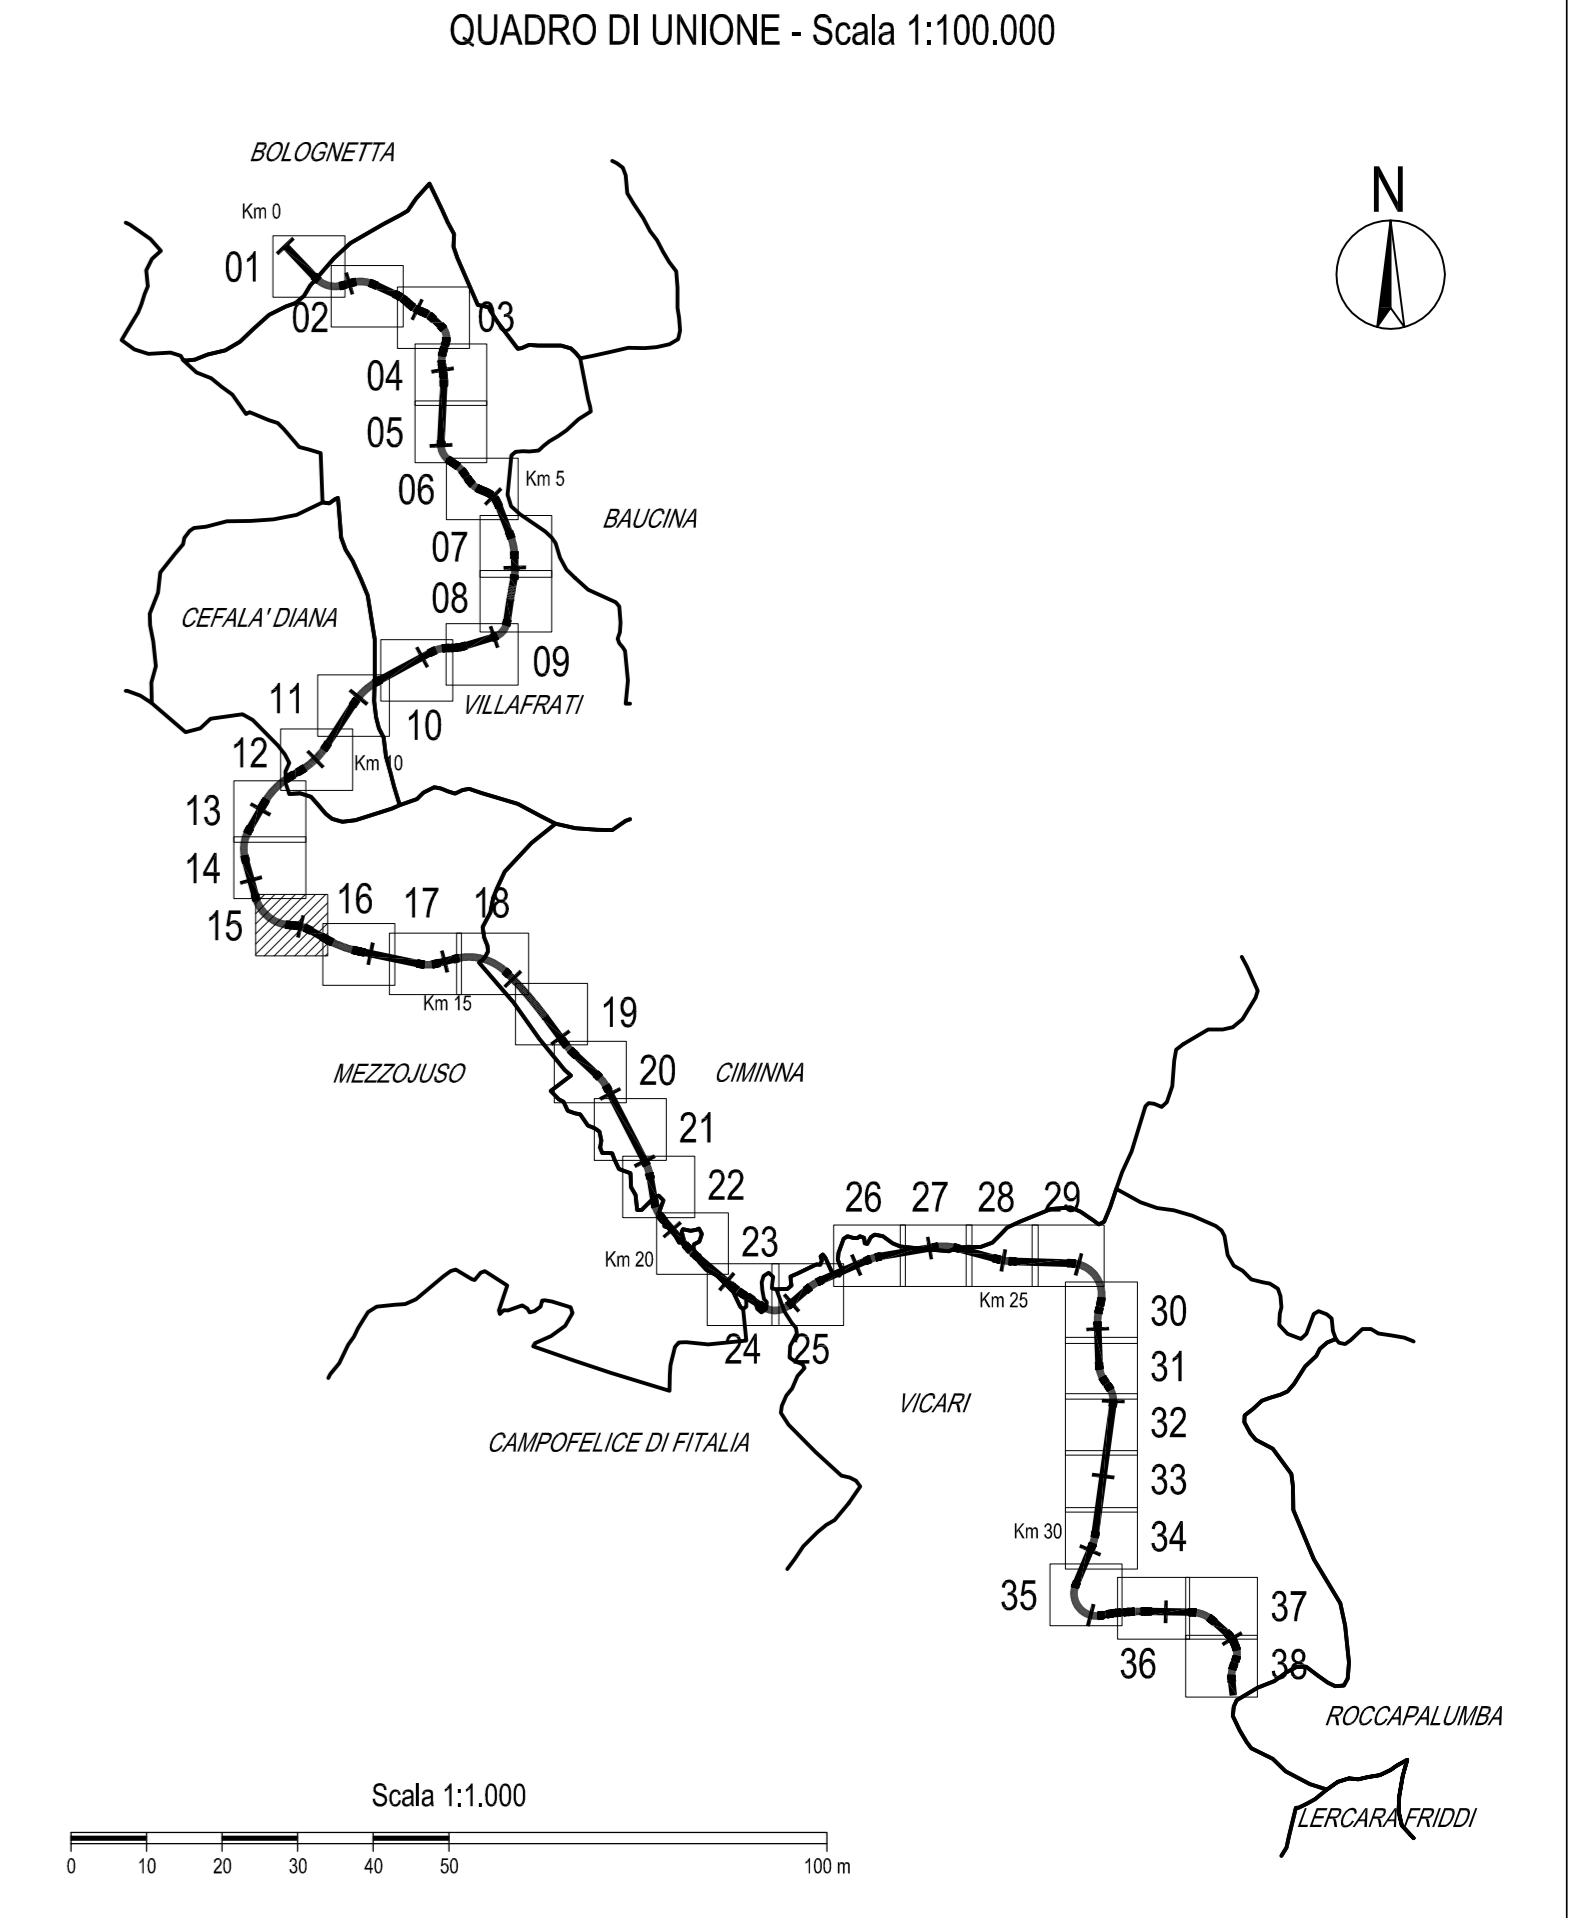 QUADRO DI UNIONE - Scala 1:100.000
BOLOGNETTA
N
Km 0
01
02
03
04
05
06
Km 5
BAUCINA
07
08
CEFALA' DIANA
09
11
VILLAFRATI
10
12
Km 10
13
14
15
16
17
18
Km 15
19
MEZZOJUSO
20
CIMINNA
21
22
26
27
28
29
23
Km 20
Km 25
30
24
25
31
VICARI
32
CAMPOFELICE DI FITALIA
33
Km 30
34
35
37
36
38
ROCCAPALUMBA
Scala 1:1.000
LERCARA FRIDDI
0 10 20 30 40 50 100 m